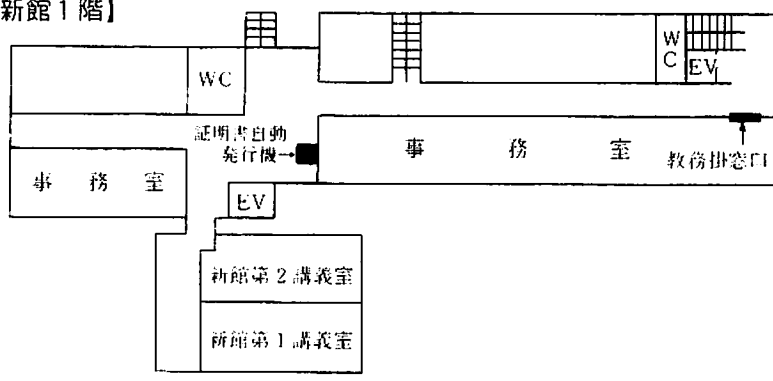 新館1階】
WC
WC
EV
証明書自動
発行機→
事務室
教務掛窓口
事務室
EV
新館第2講義室
新館第1講義室